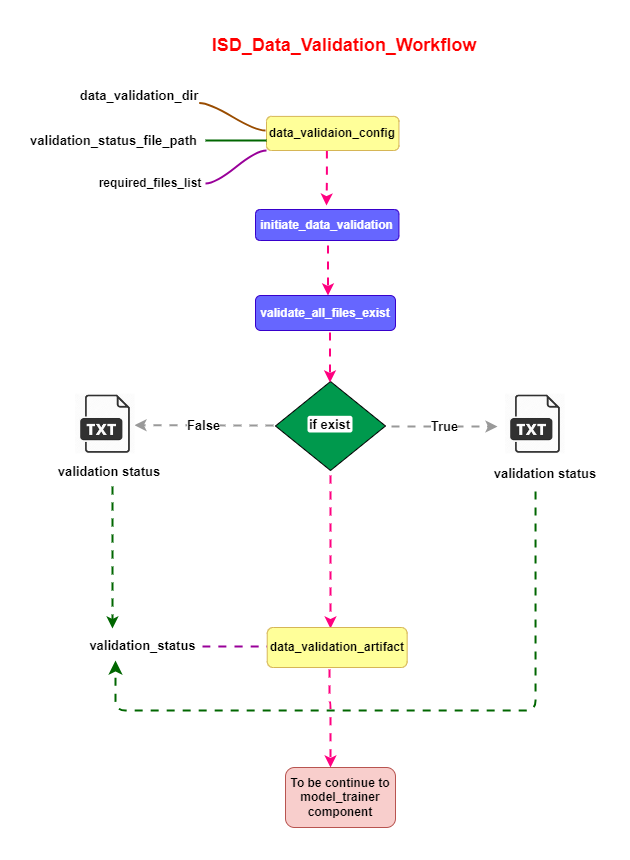 ISD_Data_Validation_Workflow
data_validation_dir
data_validaion_config
validation_status_file_path
required_files_list
initiate_data_validation
validate_all_files_exist
if exist
False
True
TXT
TXT
validation status
validation status
validation_status
data_validation_artifact
To be continue to
model_trainer
component